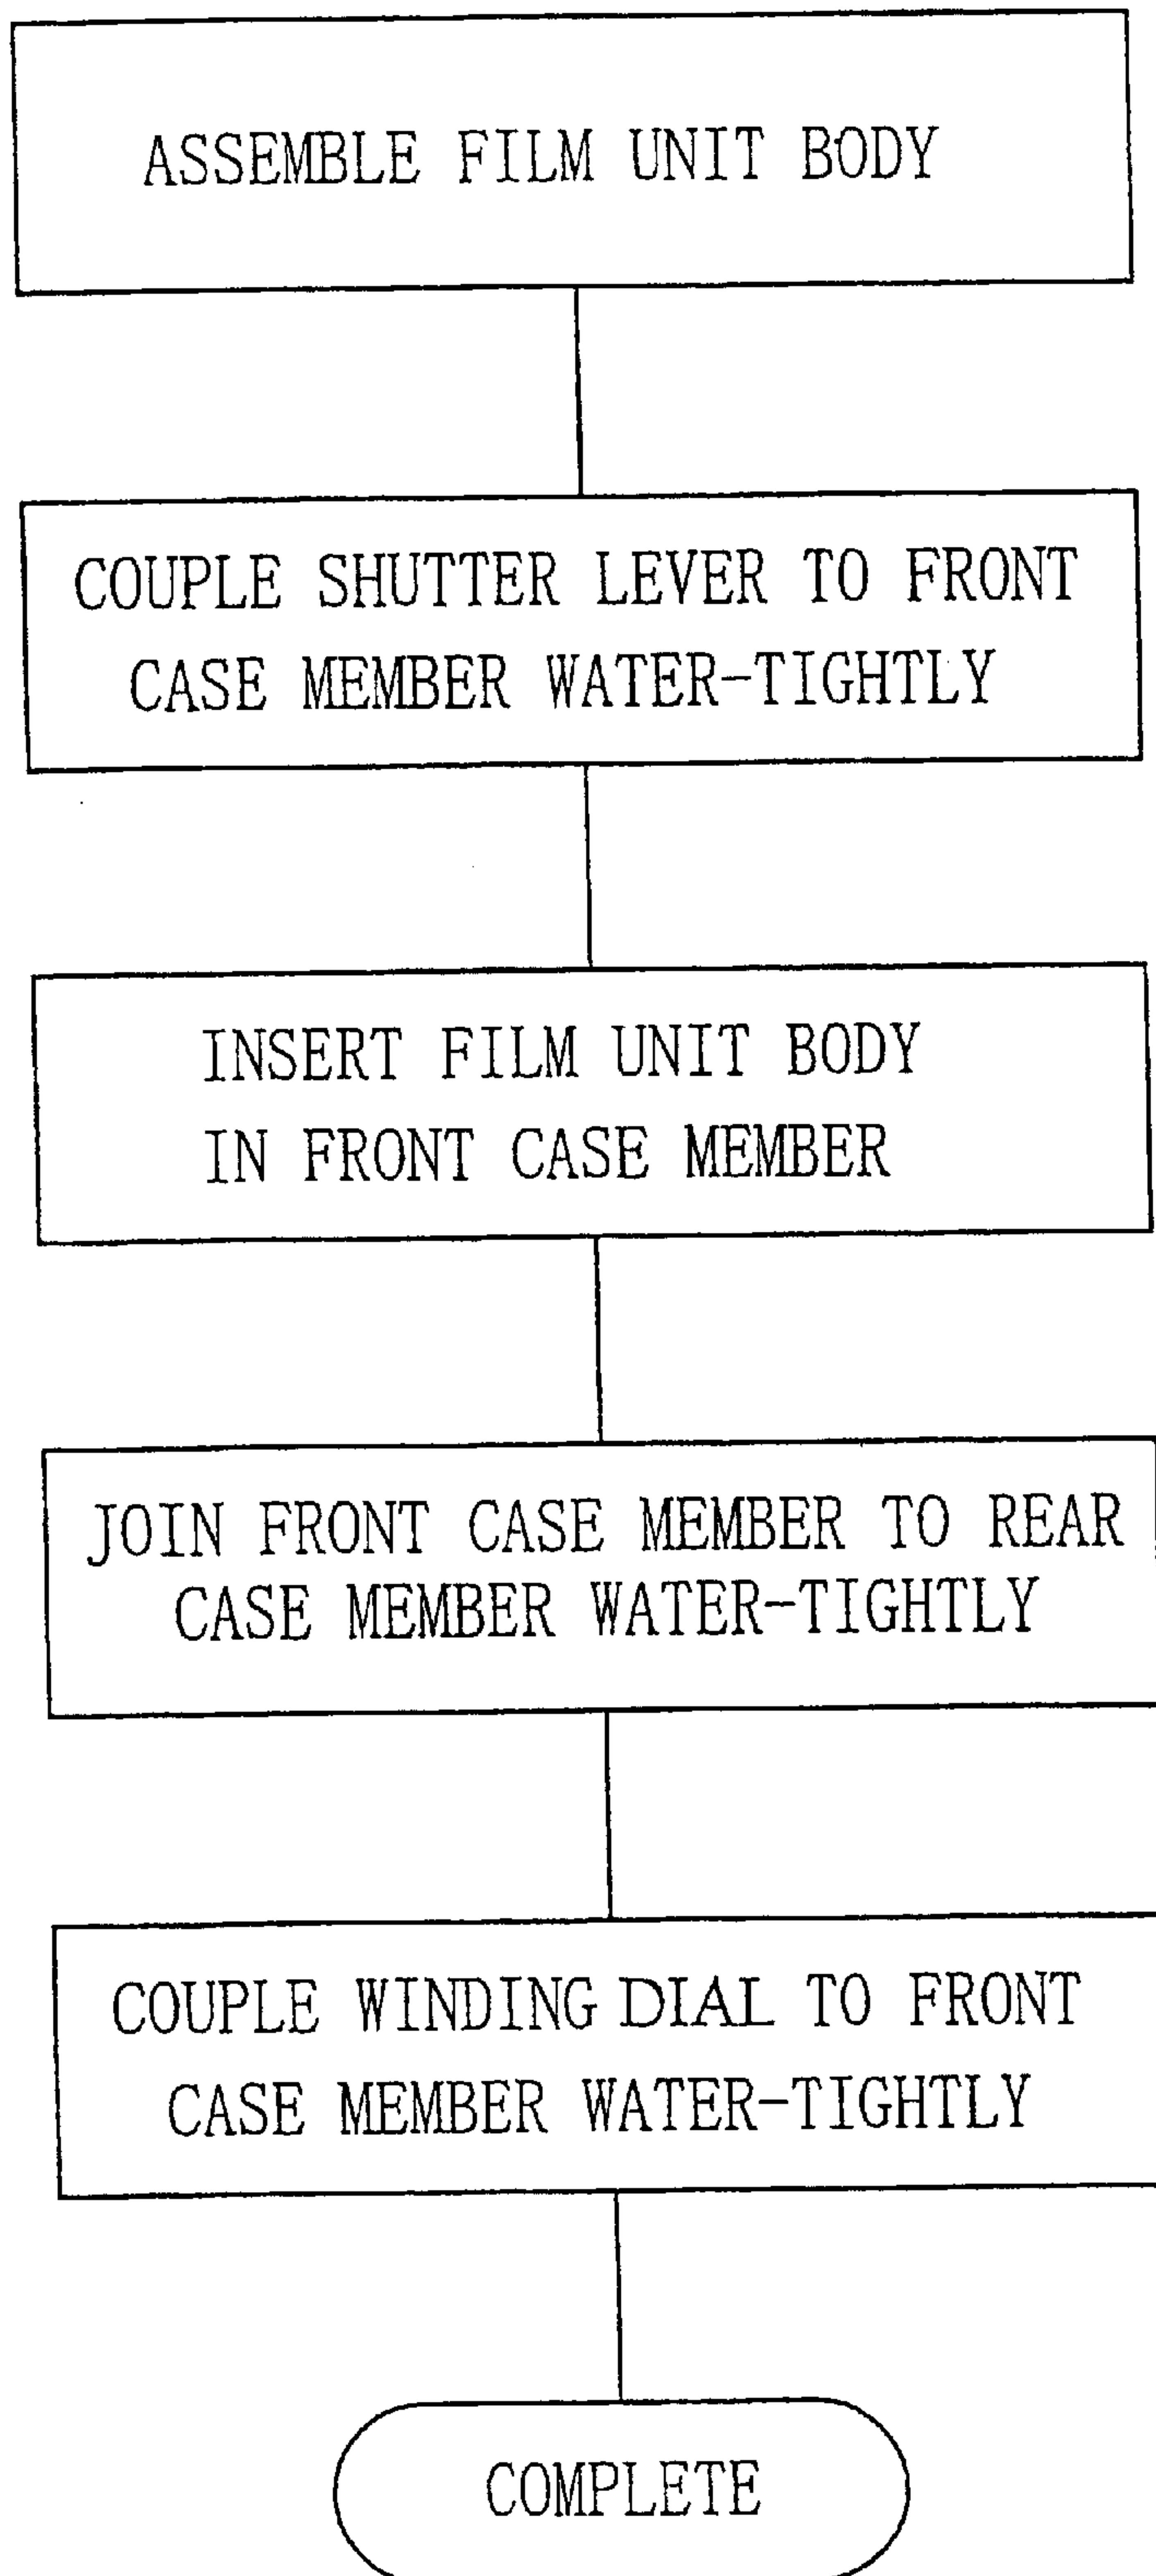 ASSEMBLE FILM UNIT BODY
COUPLE SHUTTER LEVER TO FRONT
CASE MEMBER WATER-TIGHTLY
INSERT FILM UNIT BODY
IN FRONT CASE MEMBER
JOIN FRONT CASE MEMBER TO REAR
CASE MEMBER WATER-TIGHTLY
COUPLE WINDING DIAL TO FRONT
CASE MEMBER WATER-TIGHTLY
COMPLETE